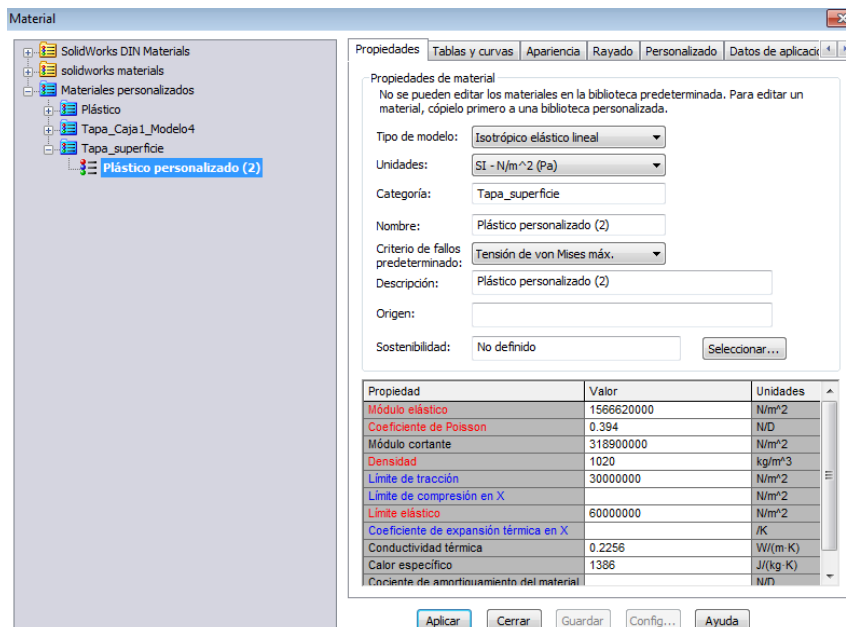 Material
SolidWorks DIN Materials
solidworks materials
Materiales personalizados
Plástico
Tapa_Caja1_Modelo4
Tapa_superficie
Plástico personalizado (2)
Propiedades Tablas y curvas Apariencia Rayado Personalizado Datos de aplicació
Propiedades de material
No se pueden editar los materiales en la biblioteca predeterminada. Para editar un
material, cópielo primero a una biblioteca personalizada.
Tipo de modelo: Isotrópico elástico lineal
Unidades: SI - N/m^2 (Pa)
Categoría: Tapa_superficie
Nombre: Plástico personalizado (2)
Criterio de fallos
predeterminado: Tensión de von Mises máx.
Descripción: Plástico personalizado (2)
Origen:
Sostenibilidad: No definido Seleccionar...
Propiedad Valor Unidades
Módulo elástico 1566620000 N/m^2
Coeficiente de Poisson 0.394 N/D
Módulo cortante 318900000 N/m^2
Densidad 1020 kg/m^3
Límite de tracción 30000000 N/m^2
Límite de compresión en X N/m^2
Límite elástico 60000000 N/m^2
Coeficiente de expansión térmica en X /K
Conductividad térmica 0.2256 W/(m·K)
Calor específico 1386 J/(kg·K)
Cociente de amortiguamiento del material N/D
Aplicar Cerrar Guardar Config... Ayuda